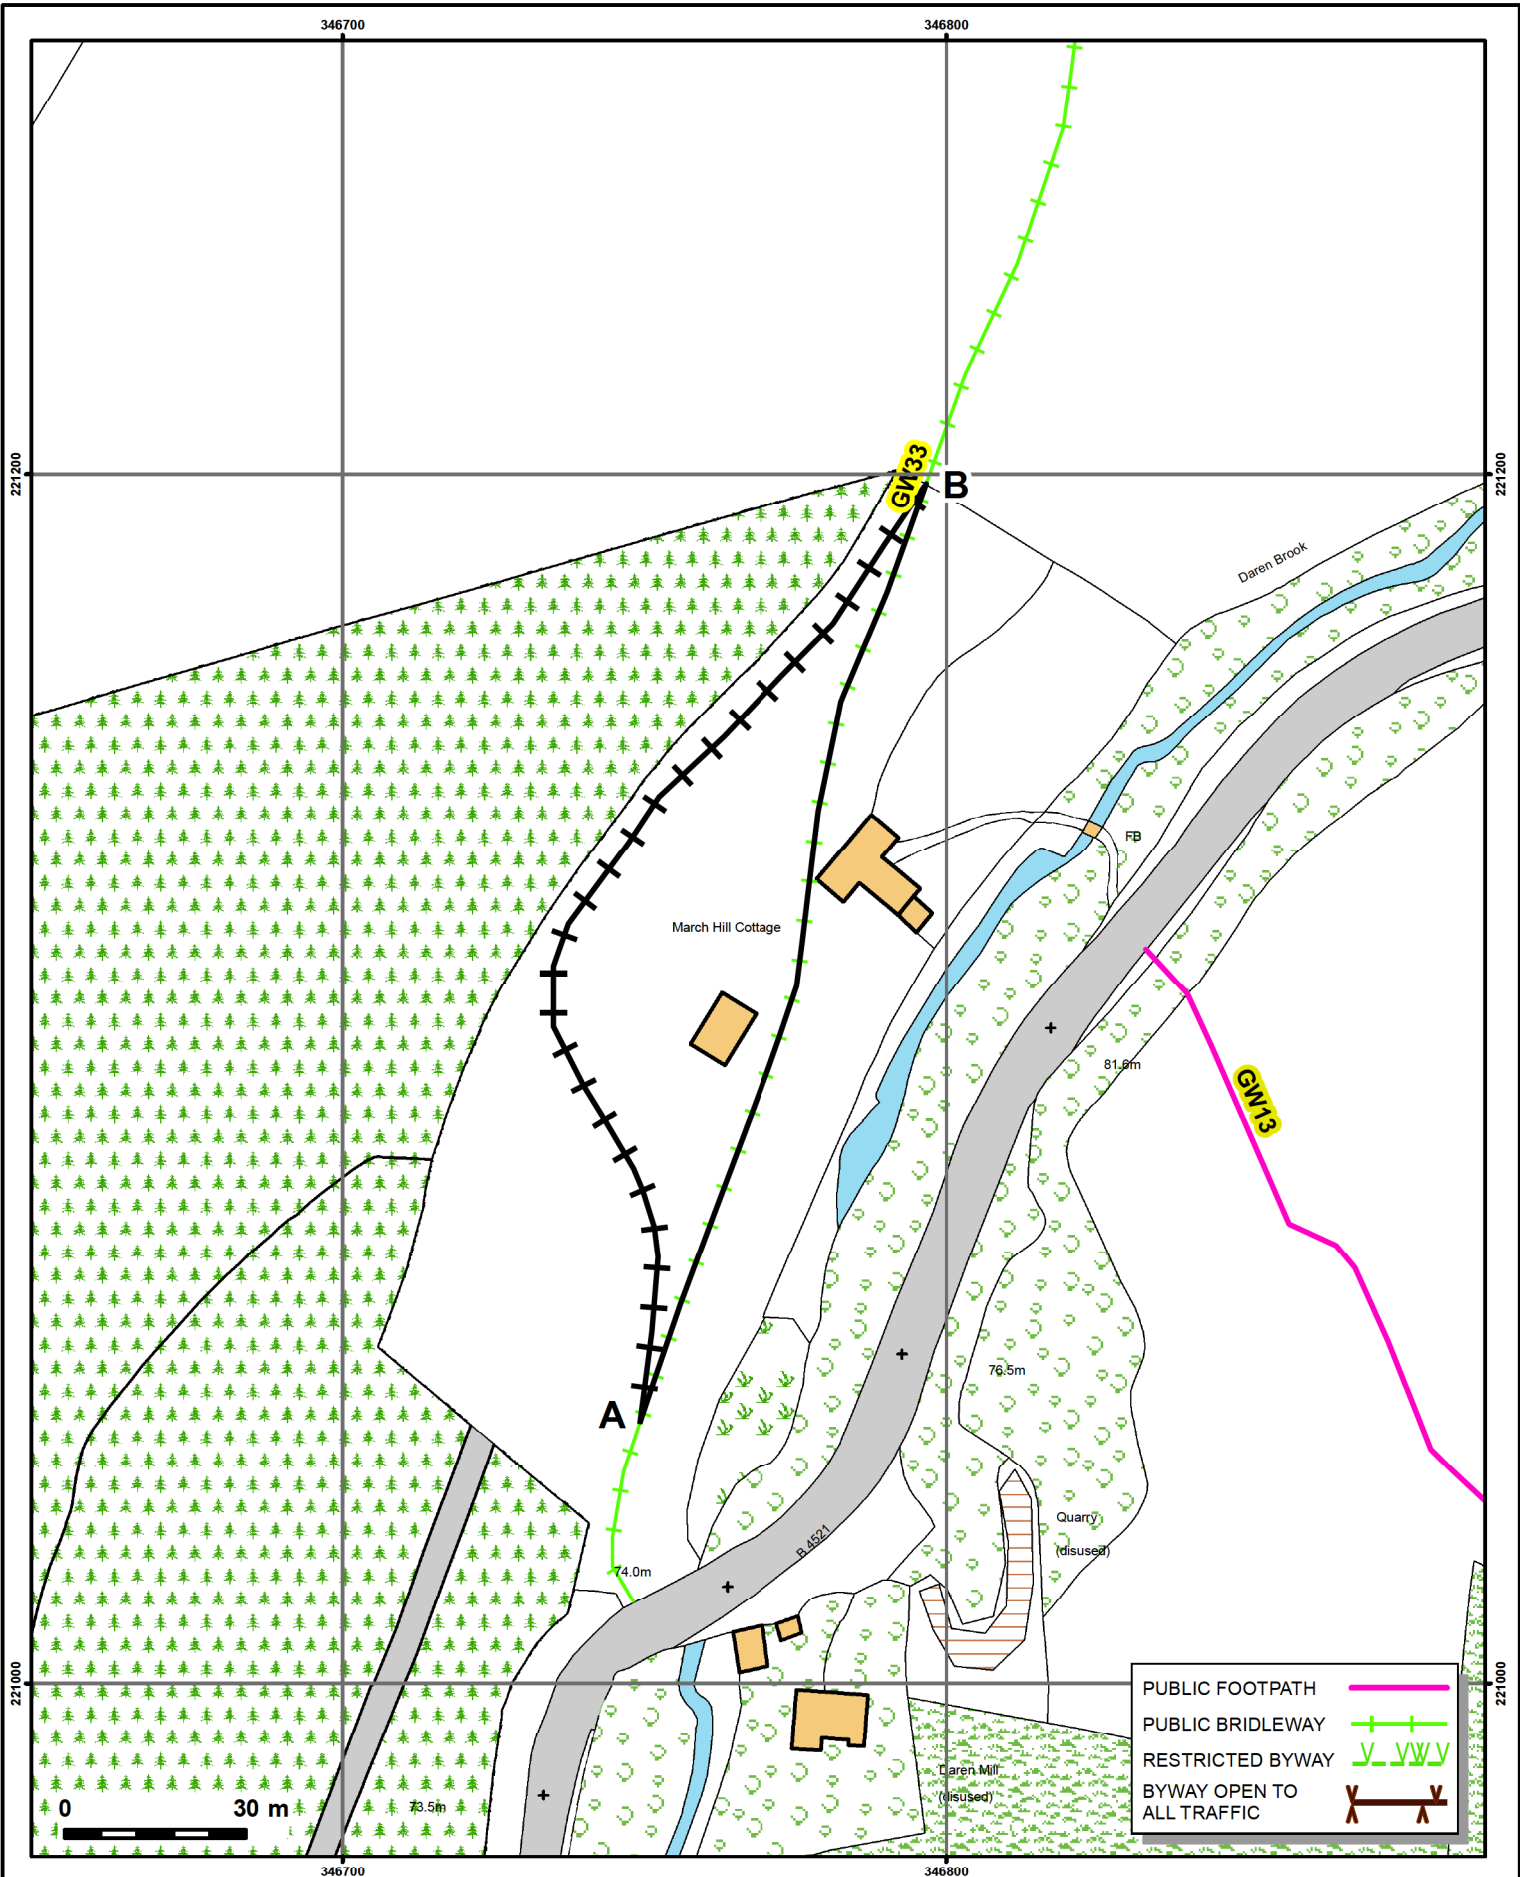 346700
346800
221200
221200
GW33
B
Daren Brook
FB
March Hill Cottage
81.6m
GW13
76.5m
A
Quarry
(disused)
B 4521
74.0m
221000
221000
PUBLIC FOOTPATH
PUBLIC BRIDLEWAY
RESTRICTED BYWAY
BYWAY OPEN TO
ALL TRAFFIC
Daren Mill
(disused)
73.5m
0
30 m
346700
346800